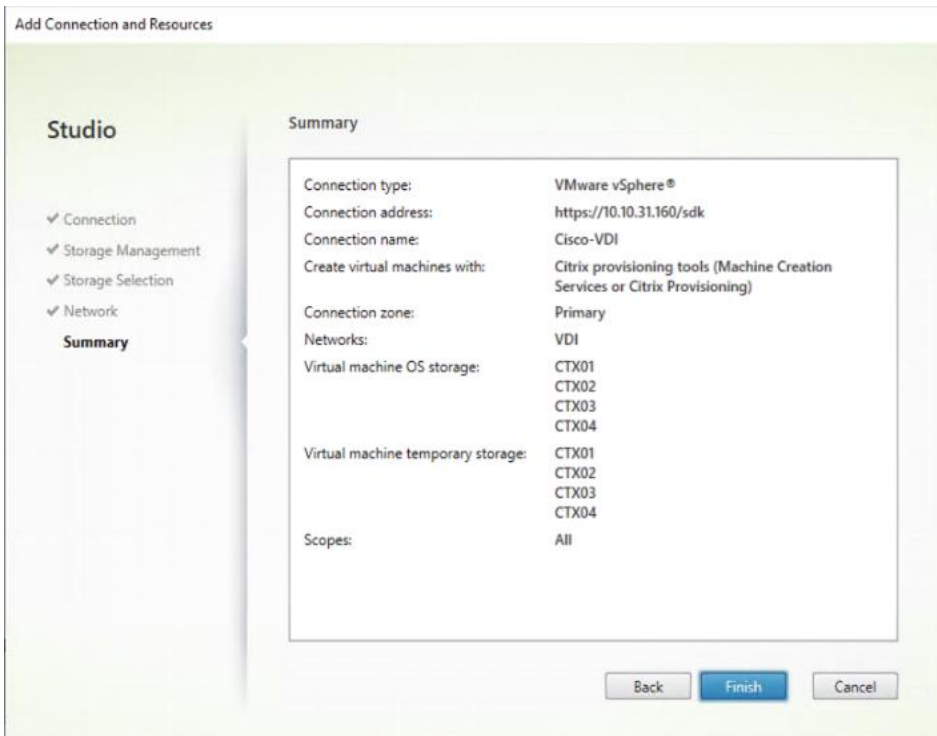 Add Connection and Resources
Studio
✔ Connection
✔ Storage Management
✔ Storage Selection
✔ Network
Summary
Summary
Connection type: VMware vSphere®
Connection address: https://10.10.31.160/sdk
Connection name: Cisco-VDI
Create virtual machines with: Citrix provisioning tools (Machine Creation
Services or Citrix Provisioning)
Connection zone: Primary
Networks: VDI
Virtual machine OS storage: CTX01
CTX02
CTX03
CTX04
Virtual machine temporary storage: CTX01
CTX02
CTX03
CTX04
Scopes: All
Back Finish Cancel